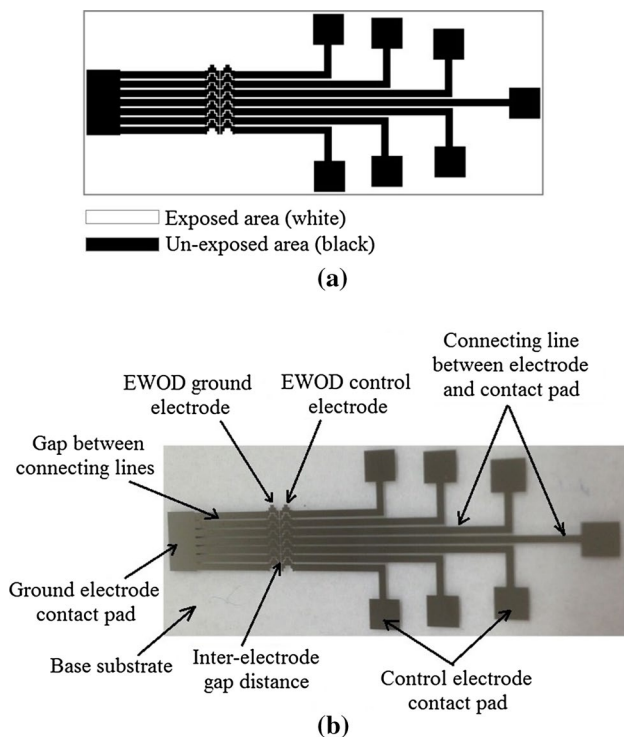 Exposed area (white)
Un-exposed area (black)
(a)
EWOD ground
electrode
EWOD control
electrode
Connecting line
between electrode
and contact pad
Gap between
connecting lines
Ground electrode
contact pad
Base substrate
Inter-electrode
gap distance
Control electrode
contact pad
(b)